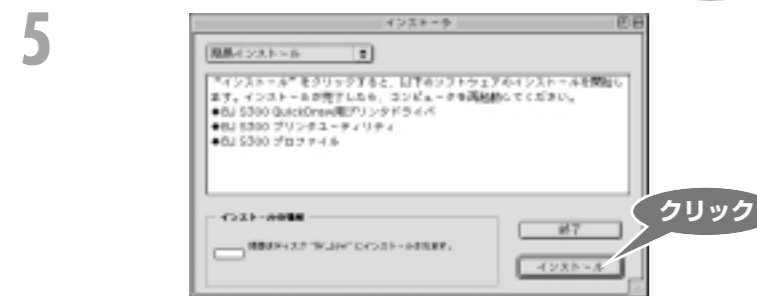 5
インストーラ
簡易インストール
"インストール" をクリックすると、以下のソフトウェアのインストールを開始し
ます。インストールが完了したら、コンピュータを再起動してください。
◆BJ S300 QuickDraw用プリンタドライバ
◆BJ S300 プリンタユーティリティ
◆BJ S300 プロファイル
クリック
インストールの情報
終了
インストール